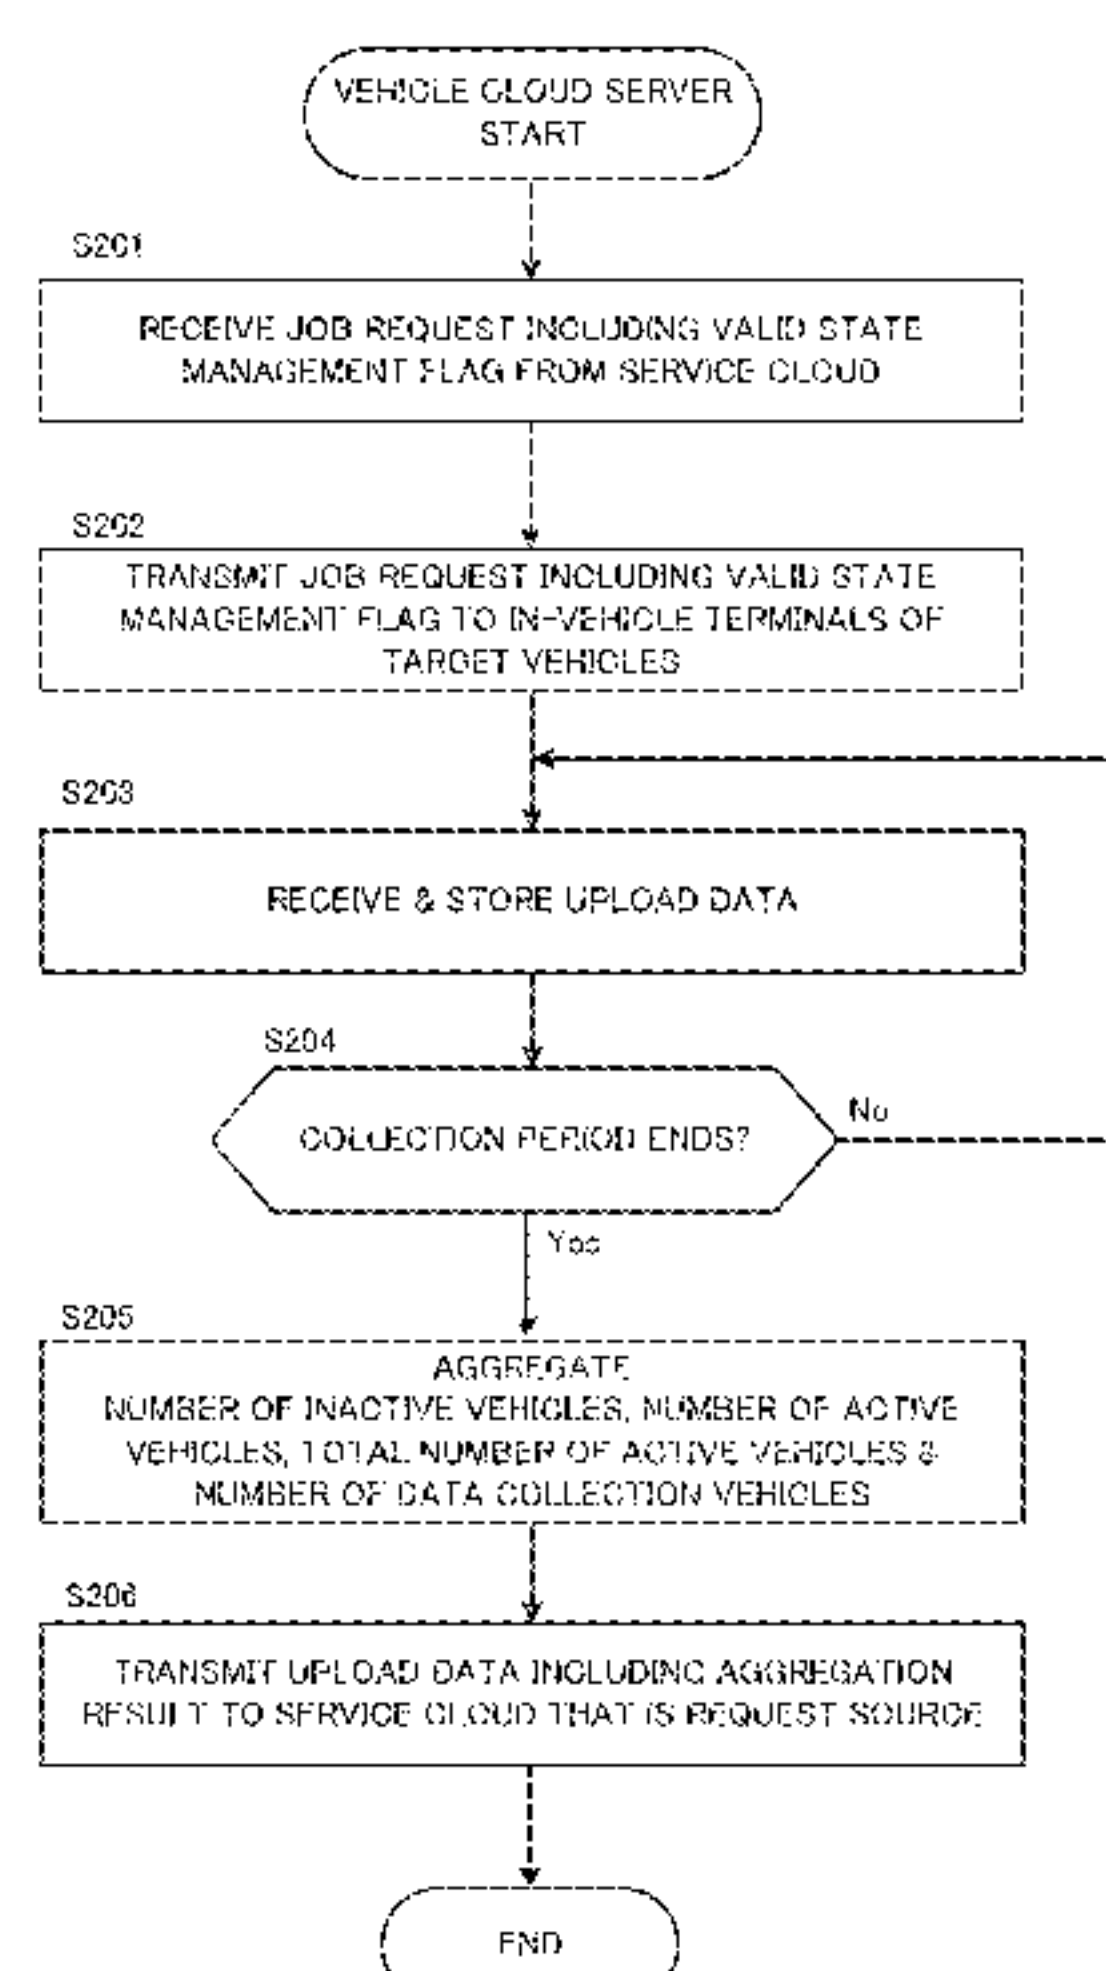 VEHICLE CLOUD SERVER
START
S201
RECEIVE JOB REQUEST INCLUDING VALID STATE
MANAGEMENT FLAG FROM SERVICE CLOUD
S202
TRANSMIT JOB REQUEST INCLUDING VALID STATE
MANAGEMENT FLAG TO IN-VEHICLE TERMINALS OF
TARGET VEHICLES
S203
RECEIVE & STORE UPLOAD DATA
S204
COLLECTION PERIOD ENDS?
No
Yes
S205
AGGREGATE
NUMBER OF INACTIVE VEHICLES, NUMBER OF ACTIVE
VEHICLES, TOTAL NUMBER OF ACTIVE VEHICLES &
NUMBER OF DATA COLLECTION VEHICLES
S206
TRANSMIT UPLOAD DATA INCLUDING AGGREGATION
RESULT TO SERVICE CLOUD THAT IS REQUEST SOURCE
END